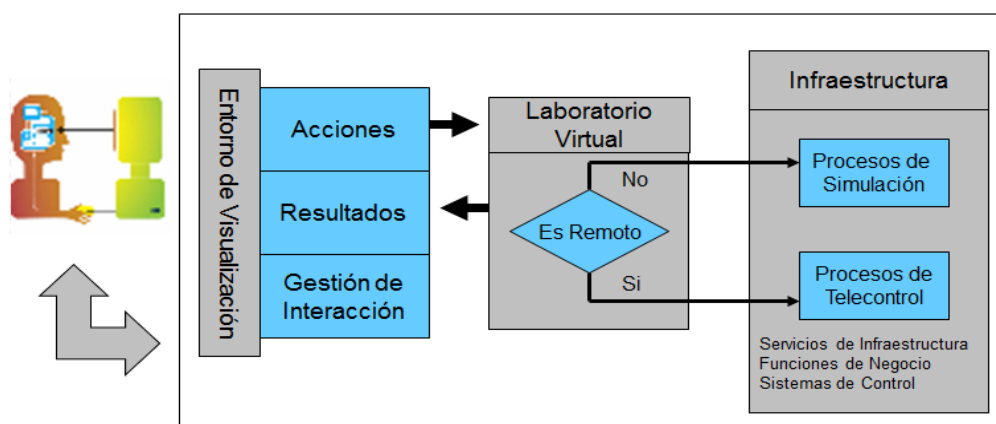 Entorno de Visualización
Acciones
Resultados
Gestión de
Interacción
Laboratorio
Virtual
No
Es Remoto
Si
Infraestructura
Procesos de
Simulación
Procesos de
Telecontrol
Servicios de Infraestructura
Funciones de Negocio
Sistemas de Control